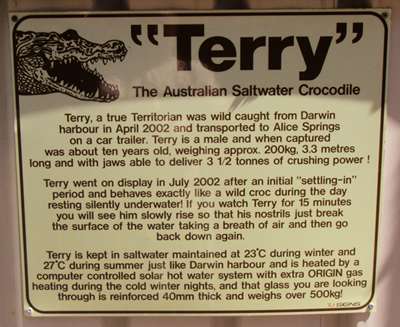 "Terry"
The Australian Saltwater Crocodile
Terry, a true Territorian was wild caught from Darwin
harbour in April 2002 and transported to Alice Springs
on a car trailer. Terry is a male and when captured
was about ten years old, weighing approx. 200kg, 3.3 metres
long and with jaws able to deliver 3 1/2 tonnes of crushing power !
Terry went on display in July 2002 after an initial "settling-in"
period and behaves exactly like a wild croc during the day
resting silently underwater! If you watch Terry for 15 minutes
you will see him slowly rise so that his nostrils just break
the surface of the water taking a breath of air and then go
back down again.
Terry is kept in saltwater maintained at 23°C during winter and
27°C during summer just like Darwin harbour and is heated by a
computer controlled solar hot water system with extra ORIGIN gas
heating during the cold winter nights, and that glass you are looking
through is reinforced 40mm thick and weighs over 500kg!
SIGNS